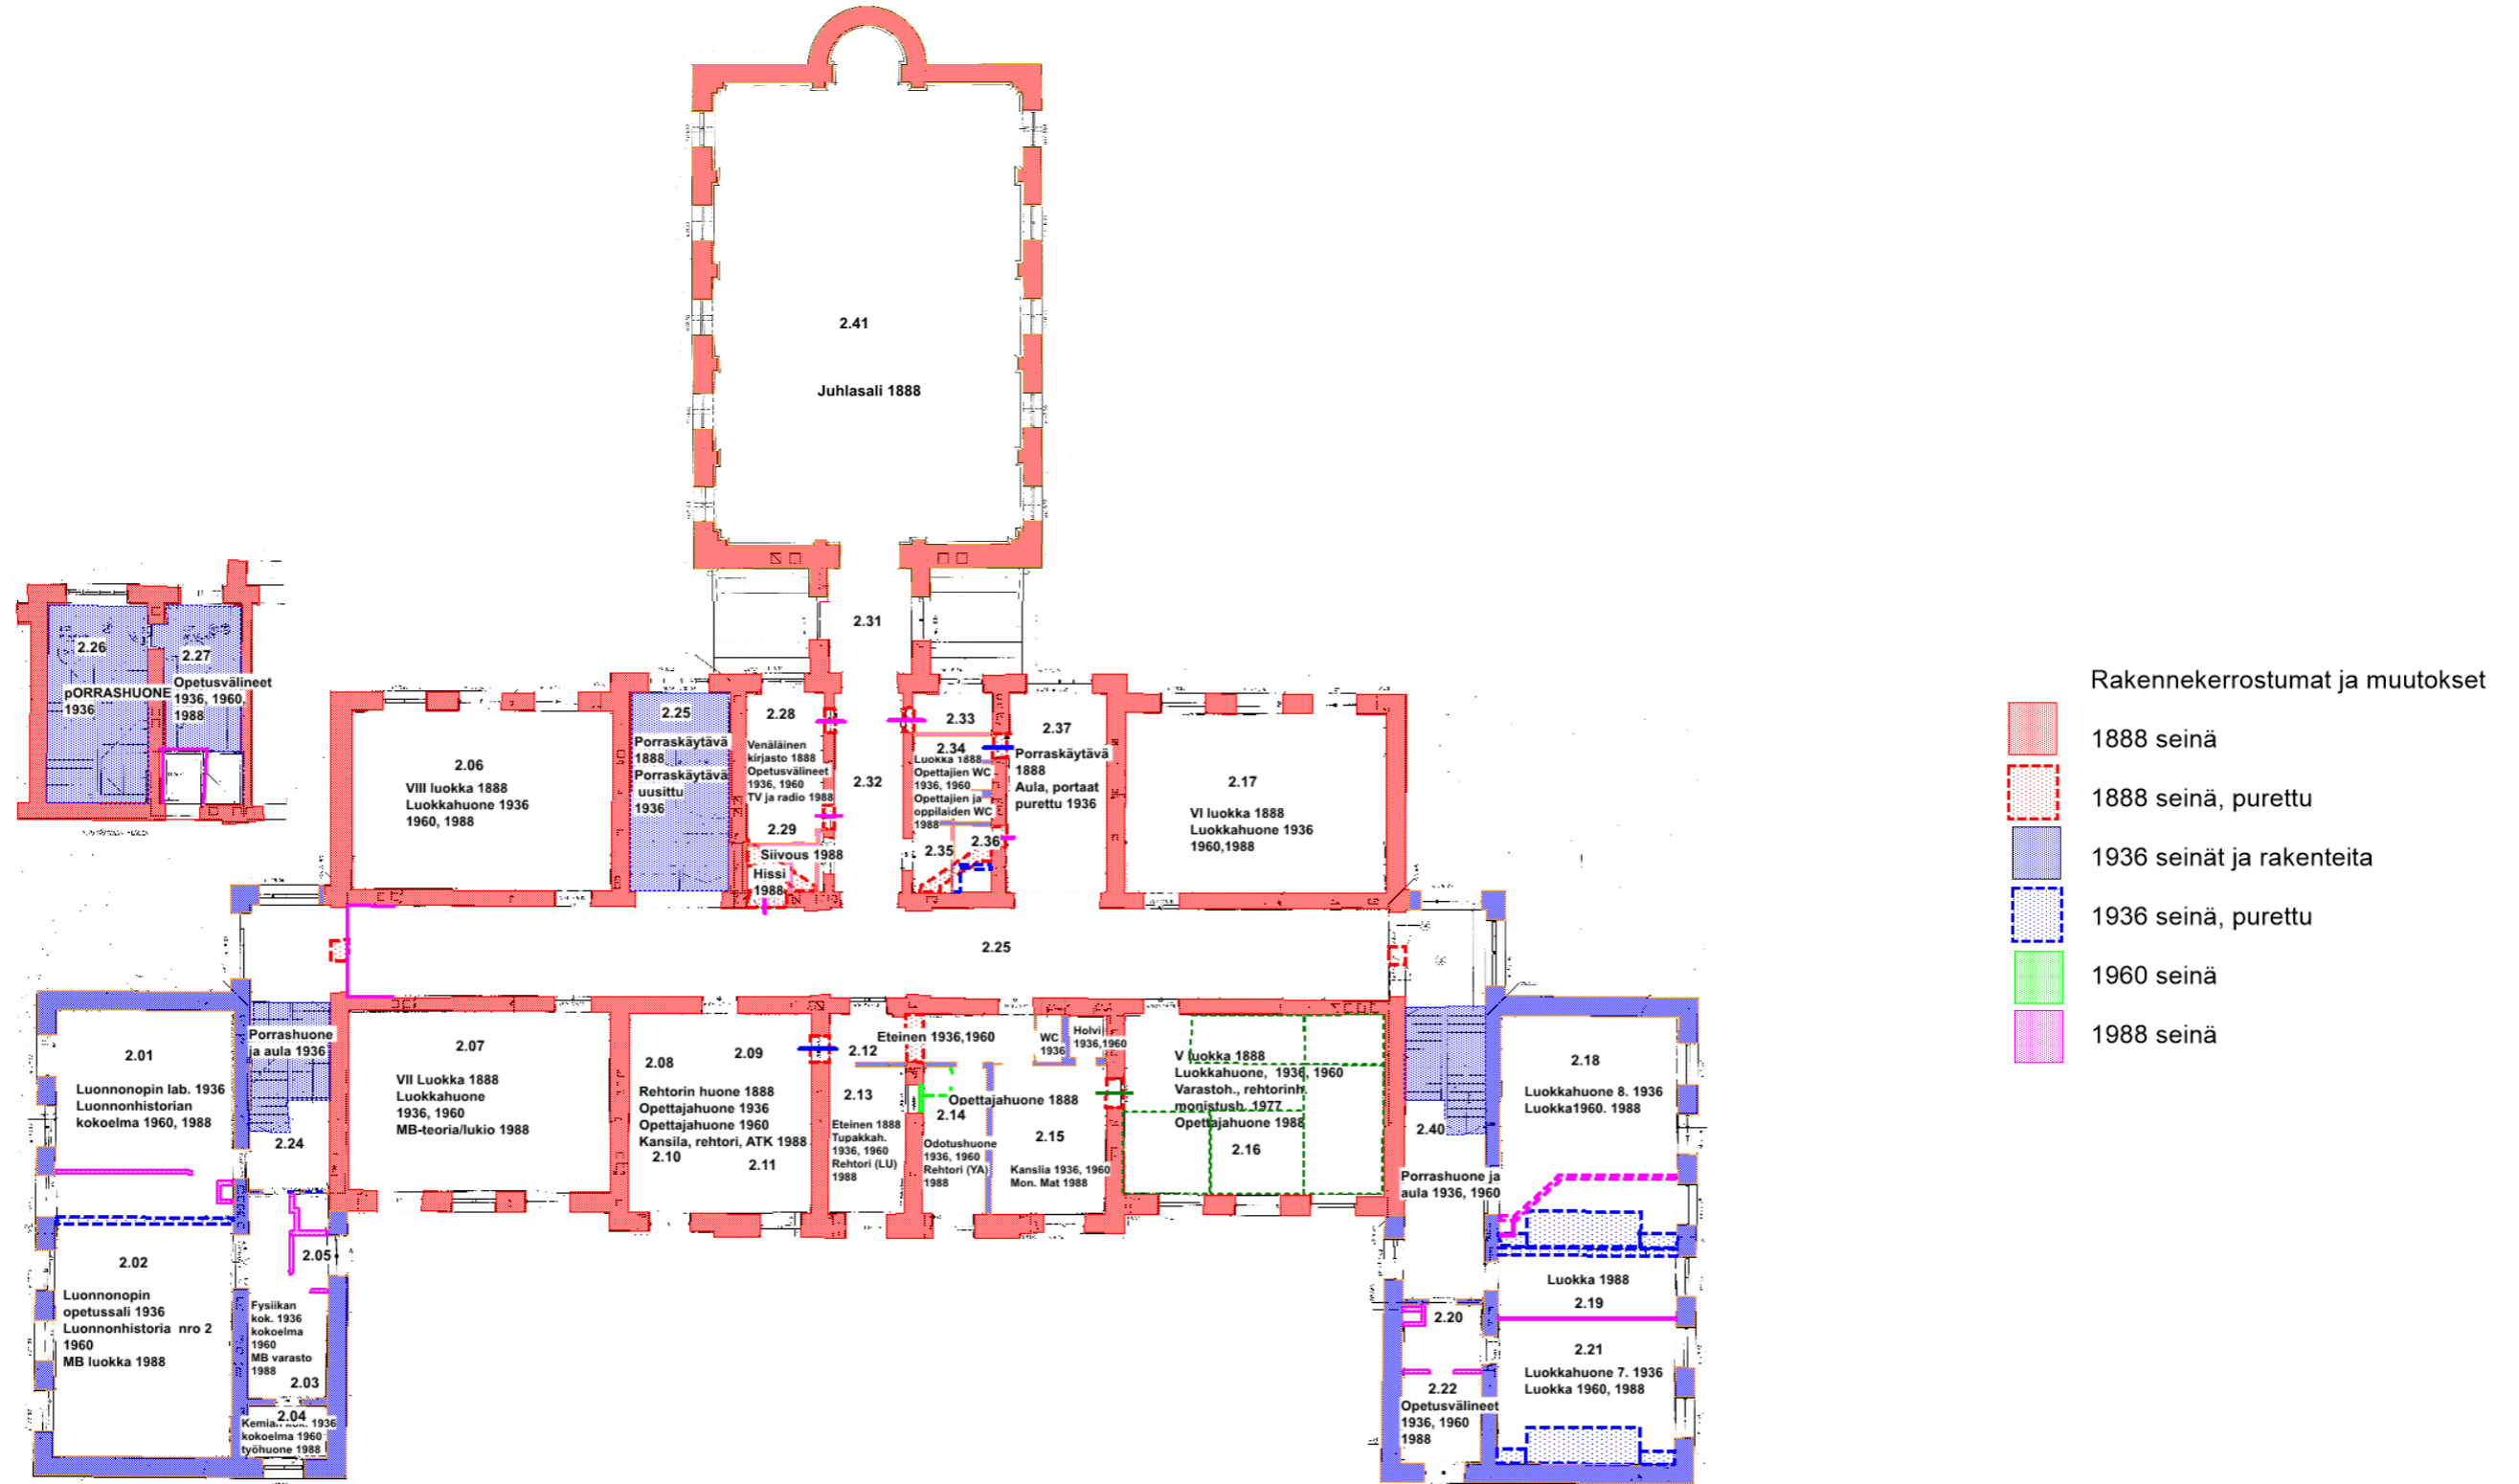 2.41
Juhlasali 1888
2.31
2.26
pORRASHUONE
1936
2.27
Opetusvälineet
1936, 1960,
1988
2.06
VIII luokka 1888
Luokkahuone 1936
1960, 1988
2.25
Porraskäytävä
1888
Porraskäytävä
uusittu
1936
2.28
Venäläinen
kirjasto 1888
Opetusvälineet
1936, 1960
TV ja radio 1988
2.29
Siivous 1988
Hissi
1988
2.32
2.33
2.34
Luokka 1888
Opettajien WC
1936, 1960
Opettajien ja
oppilaiden WC
1988
2.35
2.36
2.37
Porraskäytävä
1888
Aula, portaat
purettu 1936
2.17
VI luokka 1888
Luokkahuone 1936
1960,1988
2.25
2.01
Luonnonopin lab. 1936
Luonnonhistorian
kokoelma 1960, 1988
Porrashuone
ja aula 1936
2.24
2.07
VII Luokka 1888
Luokkahuone
1936, 1960
MB-teoria/lukio 1988
2.08
2.09
Rehtorin huone 1888
Opettajahuone 1936
Opettajahuone 1960
Kansila, rehtori, ATK 1988
2.10
2.11
Eteinen 1936,1960
2.12
2.13
Eteinen 1888
Tupakkah.
1936, 1960
Rehtori (LU)
1988
Opettajahuone 1888
2.14
Odotushuone
1936, 1960
Rehtori (YA)
1988
WC
1936
Holvi
1936,1960
2.15
Kanslia 1936, 1960
Mon. Mat 1988
V luokka 1888
Luokkahuone, 1936, 1960
Varastoh., rehtorinh.
monistush. 1977
Opettajahuone 1988
2.16
2.40
Porrashuone ja
aula 1936, 1960
2.18
Luokkahuone 8. 1936
Luokka1960. 1988
Luokka 1988
2.19
2.20
2.21
Luokkahuone 7. 1936
Luokka 1960, 1988
2.22
Opetusvälineet
1936, 1960
1988
2.02
Luonnonopin
opetussali 1936
Luonnonhistoria nro 2
1960
MB luokka 1988
2.05
Fysiikan
kok. 1936
kokoelma
1960
MB varasto
1988
2.03
2.04
Kemian kok. 1936
kokoelma 1960
työhuone 1988
Rakennekerrostumat ja muutokset
1888 seinä
1888 seinä, purettu
1936 seinät ja rakenteita
1936 seinä, purettu
1960 seinä
1988 seinä